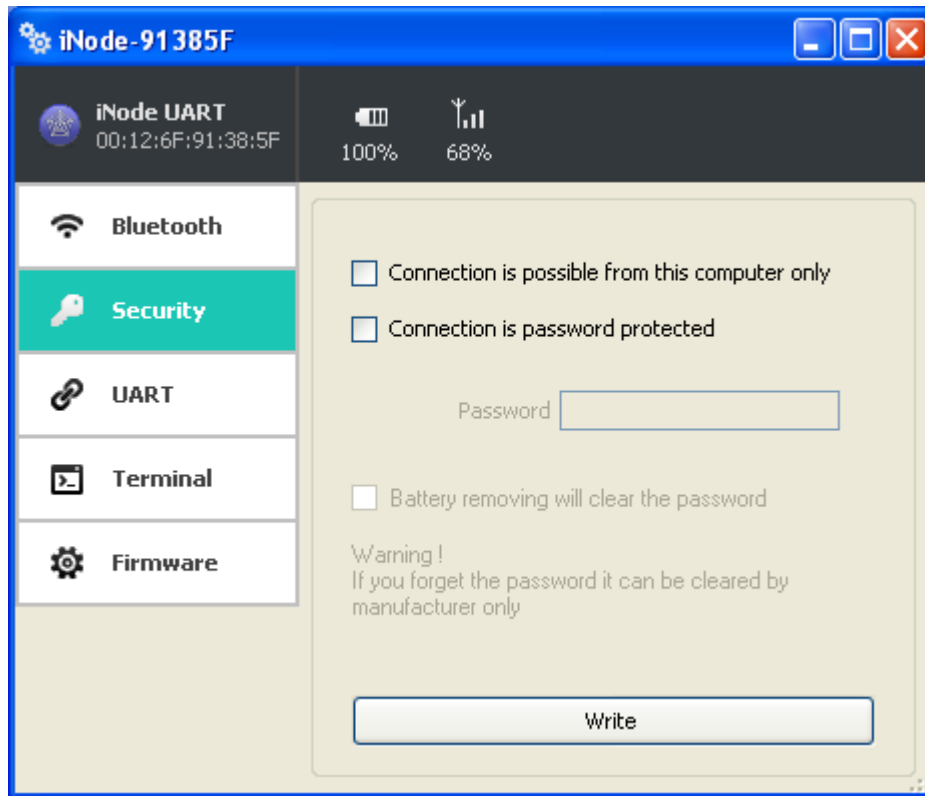 iNode-91385F
iNode UART
00:12:6F:91:38:5F
100%
68%
Bluetooth
Security
UART
Terminal
Firmware
Connection is possible from this computer only
Connection is password protected
Password
Battery removing will clear the password
Warning !
If you forget the password it can be cleared by
manufacturer only
Write